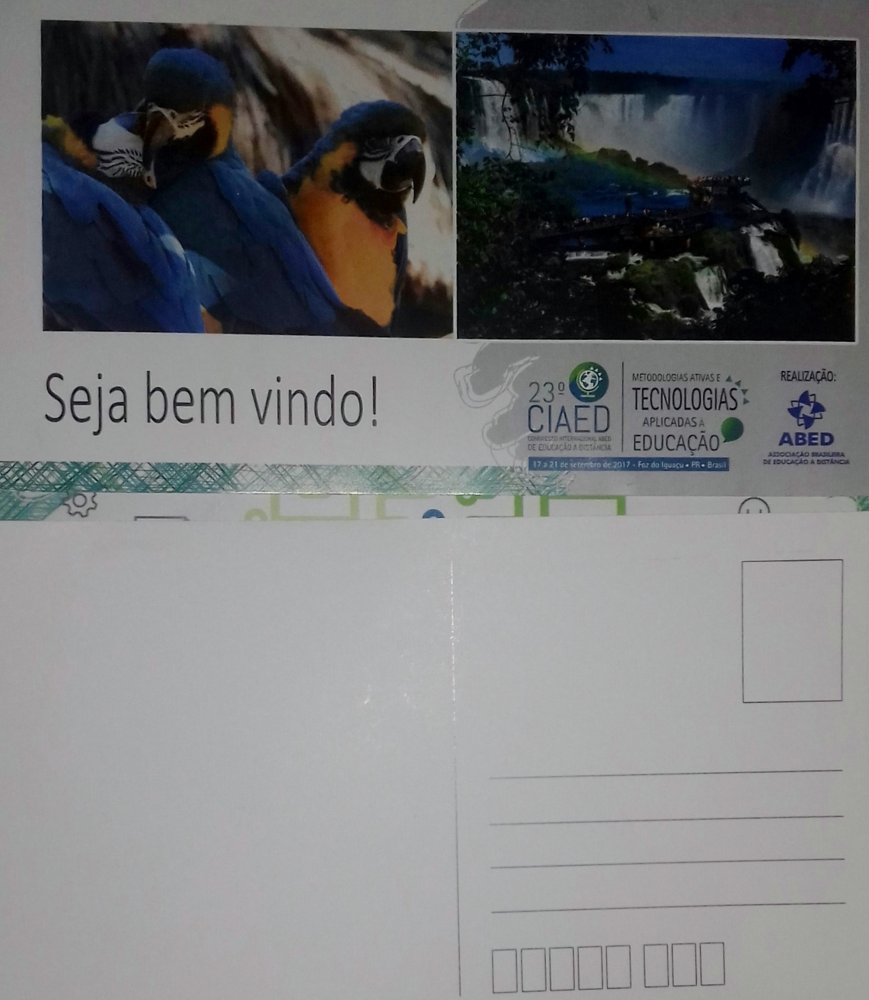 Seja bem vindo!
23º
CIAED
CONGRESSO INTERNACIONAL ABED
DE EDUCAÇÃO A DISTÂNCIA
METODOLOGIAS ATIVAS E
TECNOLOGIAS
APLICADAS À
EDUCAÇÃO
17 a 21 de setembro de 2017 - Foz do Iguaçu • PR • Brasil
REALIZAÇÃO:
ABED
ASSOCIAÇÃO BRASILEIRA
DE EDUCAÇÃO A DISTÂNCIA